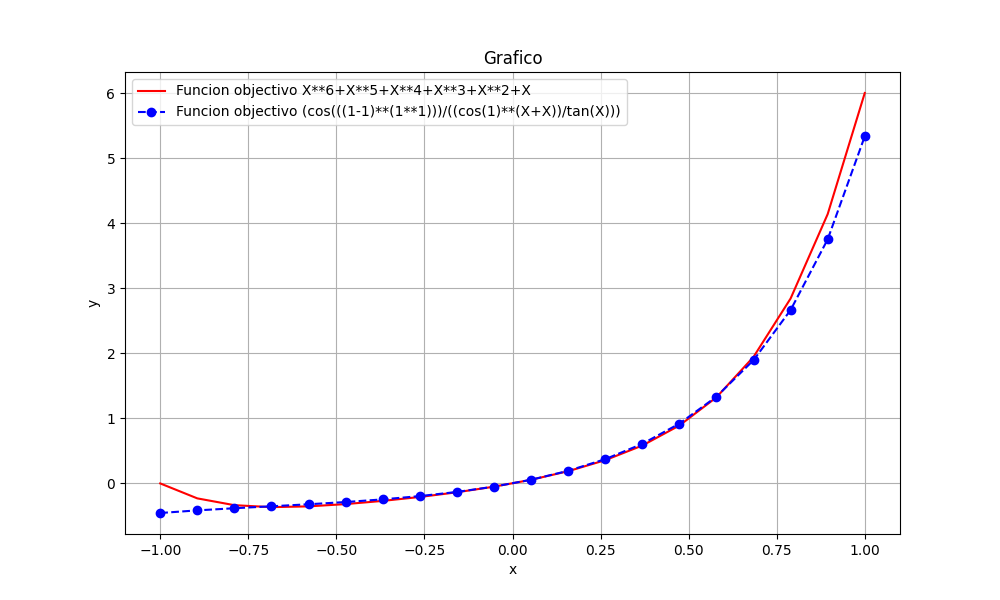 Grafico
Funcion objectivo X**6+X**5+X**4+X**3+X**2+X
Funcion objectivo (cos(((1-1)**(1**1)))/((cos(1)**(X+X))/tan(X)))
y
6
5
4
3
2
1
0
−1.00 −0.75 −0.50 −0.25 0.00 0.25 0.50 0.75 1.00
x